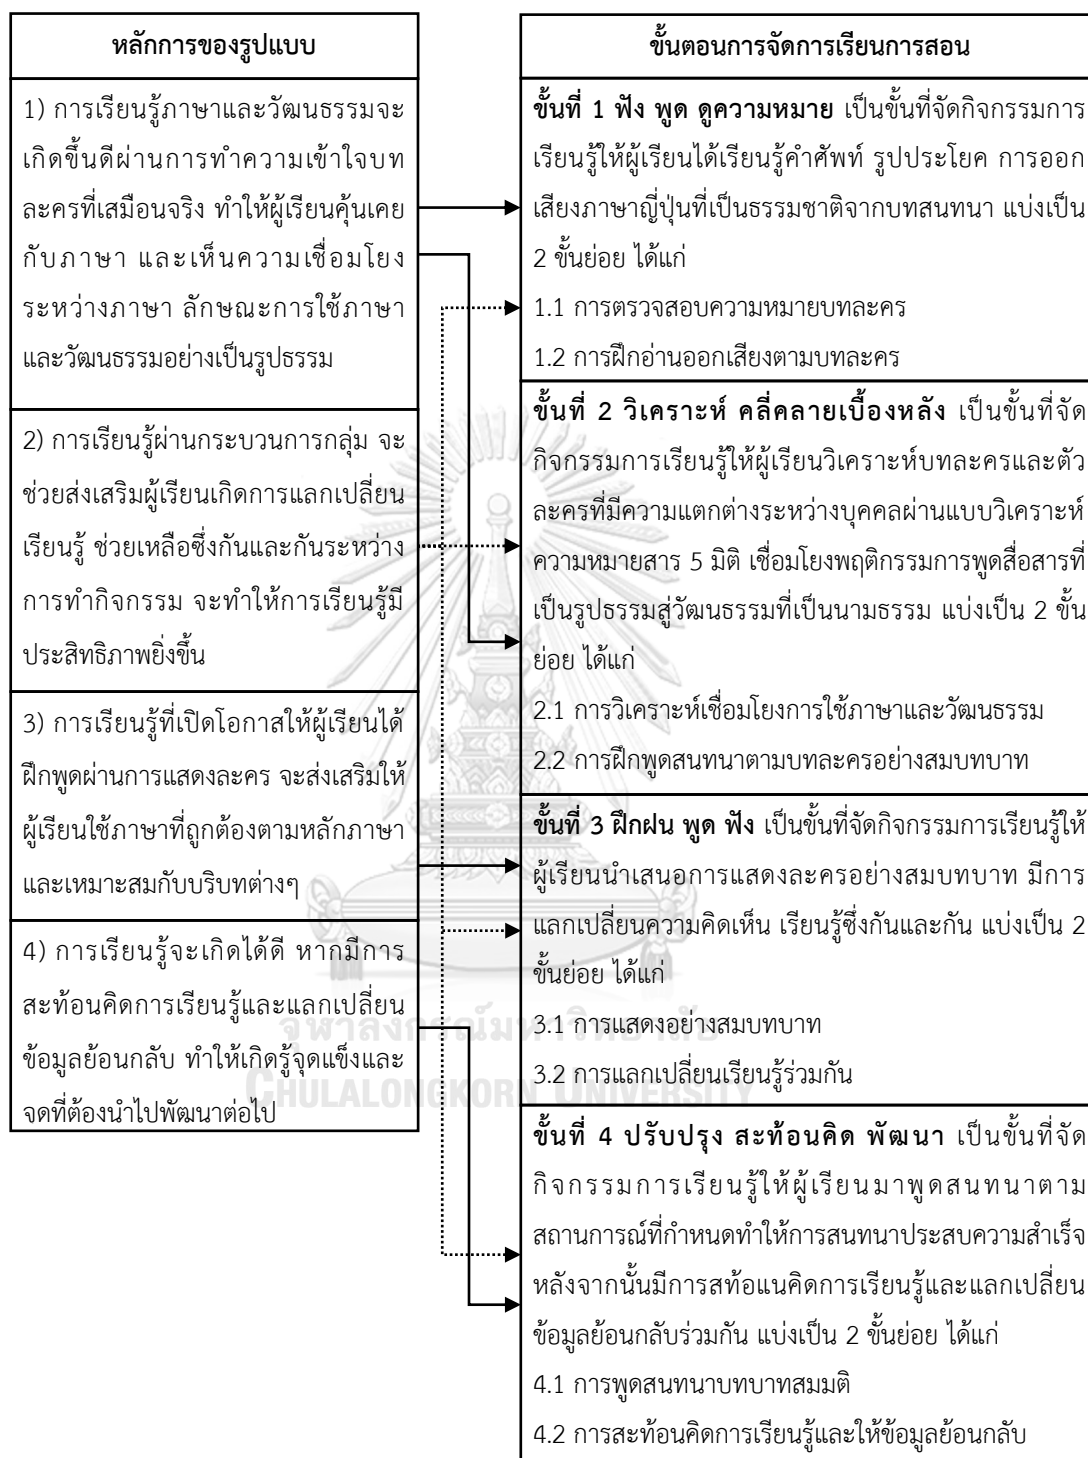 หลักการของรูปแบบ
1) การเรียนรู้ภาษาและวัฒนธรรมจะ
เกิดขึ้นดีผ่านการทำความเข้าใจบท
ละครที่เสมือนจริง ทำให้ผู้เรียนคุ้นเคย
กับภาษา และเห็นความเชื่อมโยง
ระหว่างภาษา ลักษณะการใช้ภาษา
และวัฒนธรรมอย่างเป็นรูปธรรม
2) การเรียนรู้ผ่านกระบวนการกลุ่ม จะ
ช่วยส่งเสริมผู้เรียนเกิดการแลกเปลี่ยน
เรียนรู้ ช่วยเหลือซึ่งกันและกันระหว่าง
การทำกิจกรรม จะทำให้การเรียนรู้มี
ประสิทธิภาพยิ่งขึ้น
3) การเรียนรู้ที่เปิดโอกาสให้ผู้เรียนได้
ฝึกพูดผ่านการแสดงละคร จะส่งเสริมให้
ผู้เรียนใช้ภาษาที่ถูกต้องตามหลักภาษา
และเหมาะสมกับบริบทต่างๆ
4) การเรียนรู้จะเกิดได้ดี หากมีการ
สะท้อนคิดการเรียนรู้และแลกเปลี่ยน
ข้อมูลย้อนกลับ ทำให้เกิดรู้จุดแข็งและ
จุดที่ต้องนำไปพัฒนาต่อไป
ขั้นตอนการจัดการเรียนการสอน
ขั้นที่ 1 ฟัง พูด ดูความหมาย เป็นขั้นที่จัดกิจกรรมการ
เรียนรู้ให้ผู้เรียนได้เรียนรู้คำศัพท์ รูปประโยค การออก
เสียงภาษาญี่ปุ่นที่เป็นธรรมชาติจากบทสนทนา แบ่งเป็น
2 ขั้นย่อย ได้แก่
1.1 การตรวจสอบความหมายบทละคร
1.2 การฝึกอ่านออกเสียงตามบทละคร
ขั้นที่ 2 วิเคราะห์ คลี่คลายเบื้องหลัง เป็นขั้นที่จัด
กิจกรรมการเรียนรู้ให้ผู้เรียนวิเคราะห์บทละครและตัว
ละครที่มีความแตกต่างระหว่างบุคคลผ่านแบบวิเคราะห์
ความหมายสาร 5 มิติ เชื่อมโยงพฤติกรรมการพูดสื่อสารที่
เป็นรูปธรรมสู่วัฒนธรรมที่เป็นนามธรรม แบ่งเป็น 2 ขั้น
ย่อย ได้แก่
2.1 การวิเคราะห์เชื่อมโยงการใช้ภาษาและวัฒนธรรม
2.2 การฝึกพูดสนทนาตามบทละครอย่างสมบทบาท
ขั้นที่ 3 ฝึกฝน พูด ฟัง เป็นขั้นที่จัดกิจกรรมการเรียนรู้ให้
ผู้เรียนนำเสนอการแสดงละครอย่างสมบทบาท มีการ
แลกเปลี่ยนความคิดเห็น เรียนรู้ซึ่งกันและกัน แบ่งเป็น 2
ขั้นย่อย ได้แก่
3.1 การแสดงอย่างสมบทบาท
3.2 การแลกเปลี่ยนเรียนรู้ร่วมกัน
ขั้นที่ 4 ปรับปรุง สะท้อนคิด พัฒนา เป็นขั้นที่จัด
กิจกรรมการเรียนรู้ให้ผู้เรียนมาพูดสนทนาตาม
สถานการณ์ที่กำหนดทำให้การสนทนาประสบความสำเร็จ
หลังจากนั้นมีการสท้อแนคิดการเรียนรู้และแลกเปลี่ยน
ข้อมูลย้อนกลับร่วมกัน แบ่งเป็น 2 ขั้นย่อย ได้แก่
4.1 การพูดสนทนาบทบาทสมมติ
4.2 การสะท้อนคิดการเรียนรู้และให้ข้อมูลย้อนกลับ
จุฬาลงกรณ์มหาวิทยาลัย
CHULALONGKORN UNIVERSITY